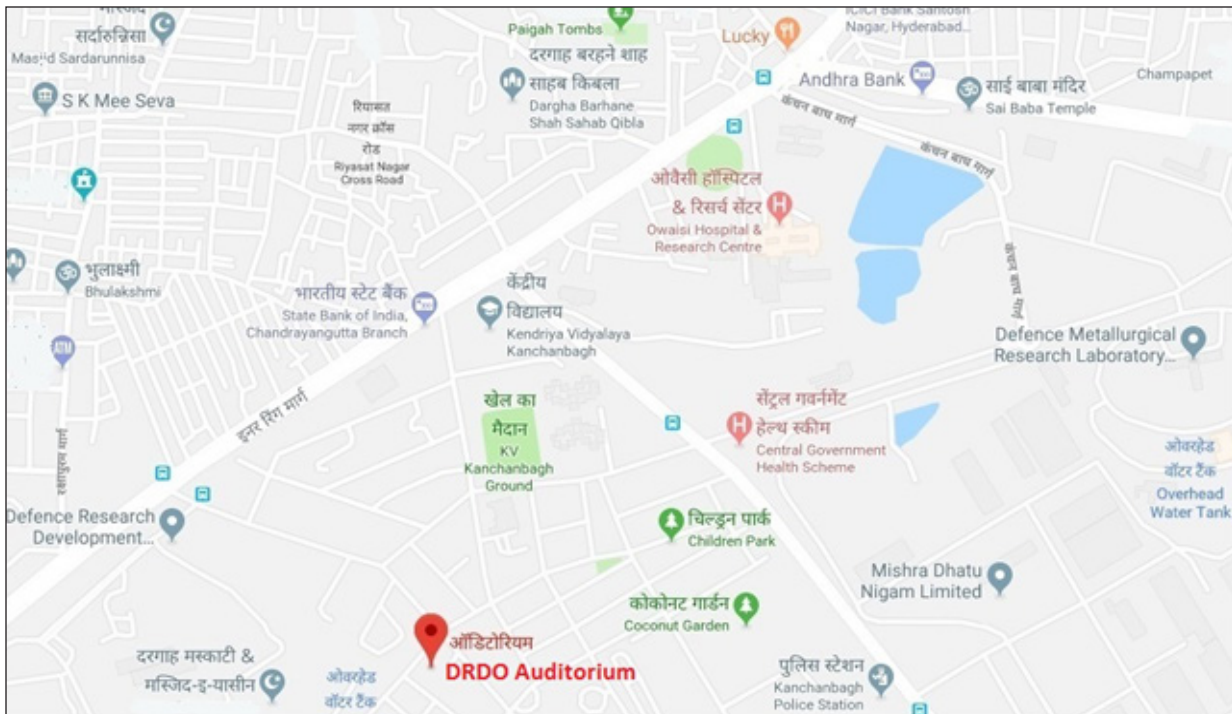 सर्दारुन्निसा
Masjid Sardarunnisa
S K Mee Seva
रियासत
नगर क्रॉस
रोड
Riyasat Nagar
Cross Road
Paigah Tombs
दरगाह बरहने शाह
साहब किबला
Dargha Barhane
Shah Sahab Qibla
Lucky
ICICI Bank Santosh
Nagar, Hyderabad...
Andhra Bank
साई बाबा मंदिर
Sai Baba Temple
Champapet
कंचन बाघ मार्ग
कंचन बाघ मार्ग
कंचन बाघ मार्ग
ओवैसी हॉस्पिटल
& रिसर्च सेंटर
Owaisi Hospital &
Research Centre
भुलाक्ष्मी
Bhulakshmi
भारतीय स्टेट बैंक
State Bank of India,
Chandrayangutta Branch
केंद्रीय
विद्यालय
Kendriya Vidyalaya
Kanchanbagh
Defence Metallurgical
Research Laboratory...
ATM
इनर रिंग मार्ग
रक्षापुरम मार्ग
खेल का
मैदान
KV
Kanchanbagh
Ground
सेंट्रल गवर्नमेंट
हेल्थ स्कीम
Central Government
Health Scheme
ओवरहेड
वॉटर टैंक
Overhead
Water Tank
Defence Research
Development...
चिल्ड्रन पार्क
Children Park
Mishra Dhatu
Nigam Limited
कोकोनट गार्डन
Coconut Garden
ऑडिटोरियम
DRDO Auditorium
दरगाह मस्काटी &
मस्जिद-इ-यासीन
ओवरहेड
वॉटर टैंक
पुलिस स्टेशन
Kanchanbagh
Police Station